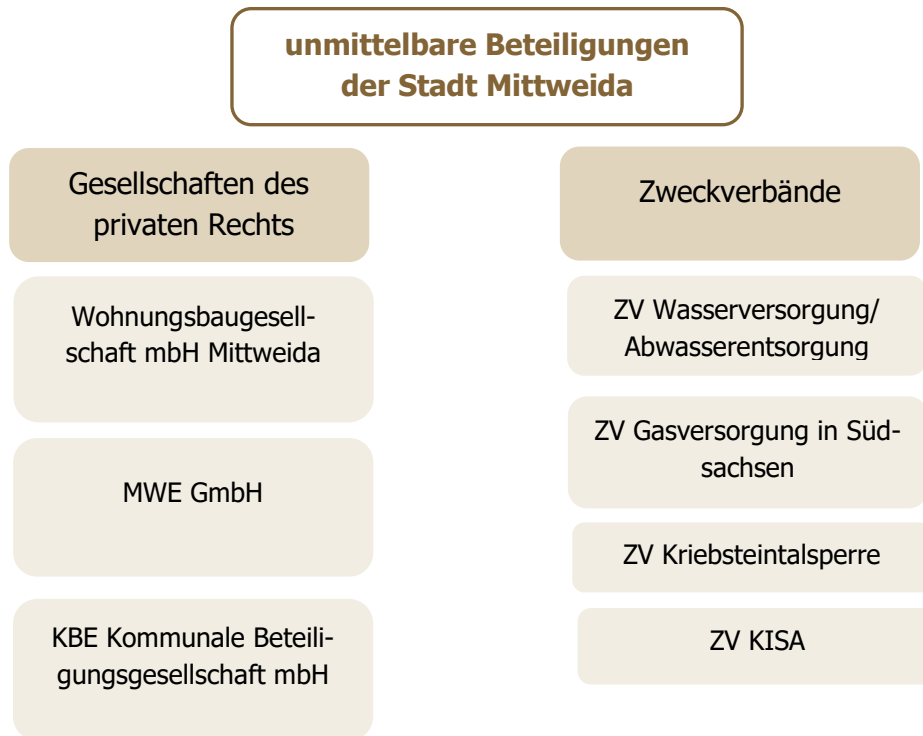 unmittelbare Beteiligungen
der Stadt Mittweida
Gesellschaften des
privaten Rechts
Wohnungsbaugesell-
schaft mbH Mittweida
MWE GmbH
KBE Kommunale Beteili-
gungsgesellschaft mbH
Zweckverbände
ZV Wasserversorgung/
Abwasserentsorgung
ZV Gasversorgung in Süd-
sachsen
ZV Kriebsteintalsperre
ZV KISA